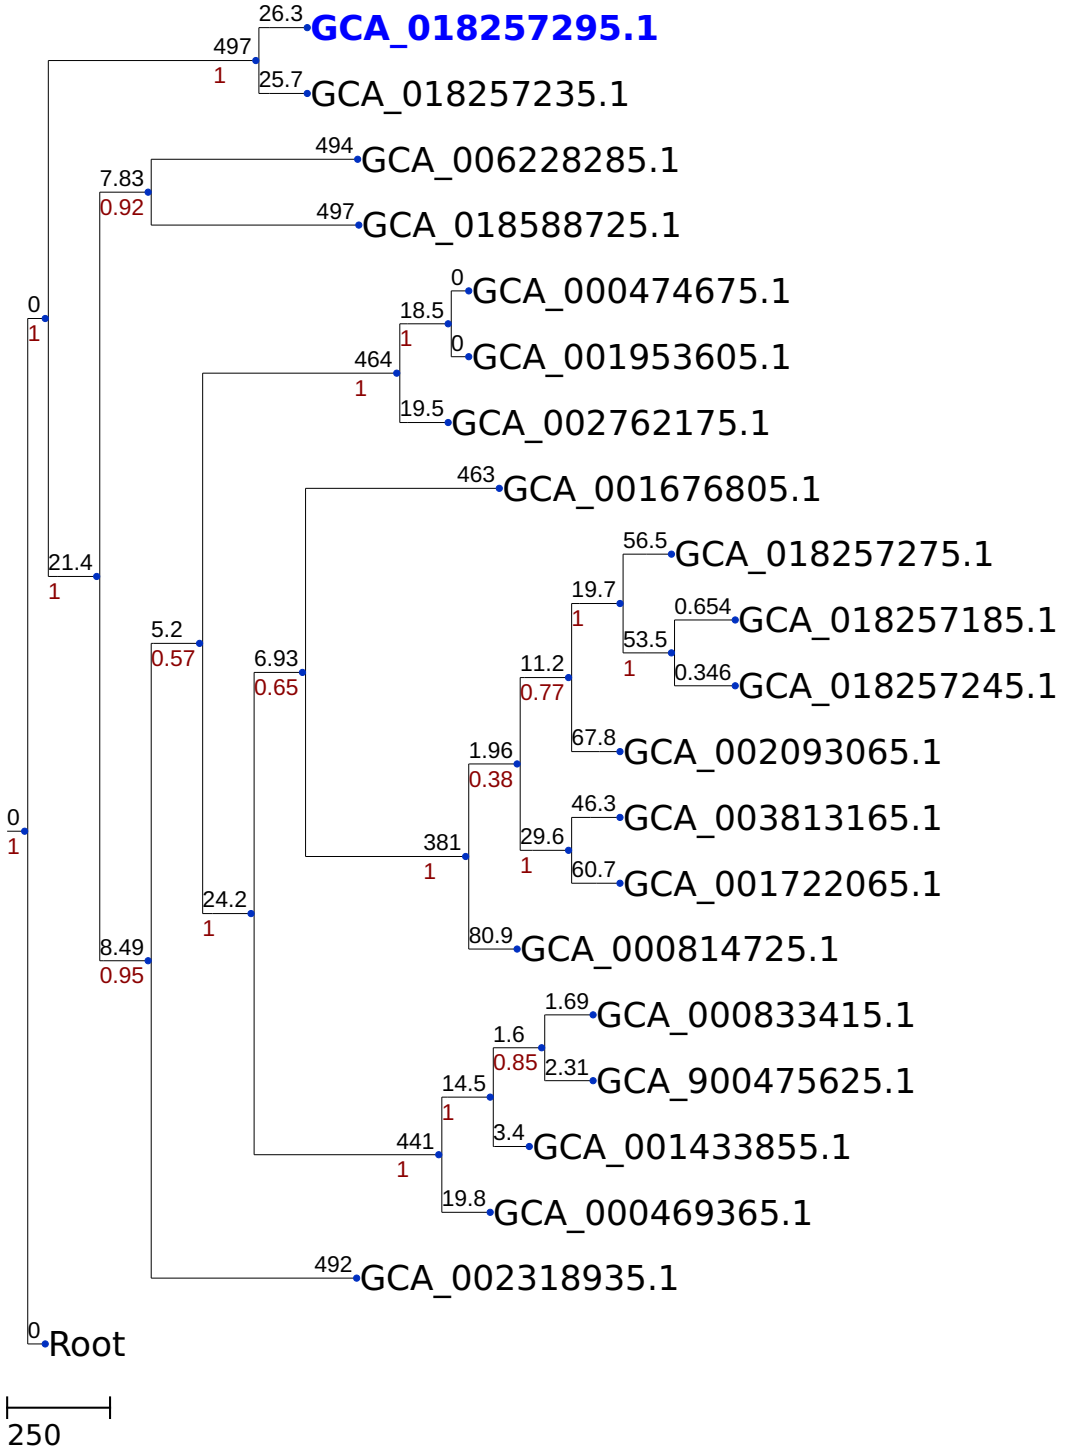 26.3
GCA_018257295.1
497
1
25.7
GCA_018257235.1
494
GCA_006228285.1
7.83
0.92
497
GCA_018588725.1
0
GCA_000474675.1
0
1
18.5
1
0
GCA_001953605.1
464
1
19.5
GCA_002762175.1
463
GCA_001676805.1
56.5
GCA_018257275.1
21.4
1
19.7
1
0.654
GCA_018257185.1
5.2
0.57
53.5
1
6.93
0.65
11.2
0.77
0.346
GCA_018257245.1
67.8
GCA_002093065.1
1.96
0.38
46.3
GCA_003813165.1
0
1
381
1
29.6
1
60.7
GCA_001722065.1
24.2
1
80.9
GCA_000814725.1
8.49
0.95
1.69
GCA_000833415.1
1.6
0.85
2.31
GCA_900475625.1
14.5
1
3.4
GCA_001433855.1
441
1
19.8
GCA_000469365.1
492
GCA_002318935.1
0
Root
250